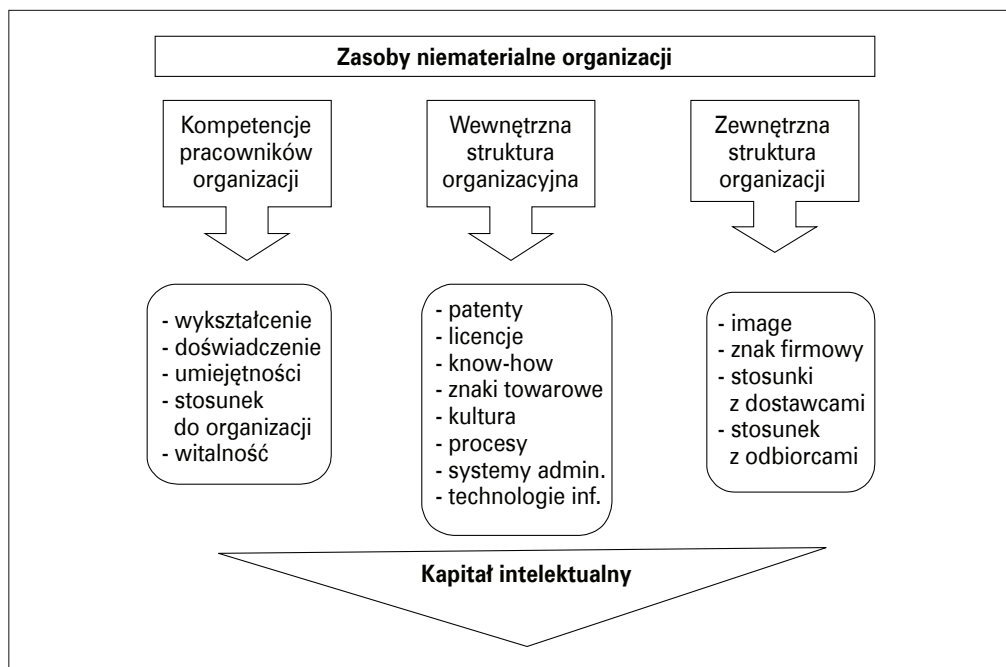 Zasoby niematerialne organizacji
Kompetencje
pracowników
organizacji
Wewnętrzna
struktura
organizacyjna
Zewnętrzna
struktura
organizacji
- wykształcenie
- doświadczenie
- umiejętności
- stosunek
do organizacji
- witalność
- patenty
- licencje
- know-how
- znaki towarowe
- kultura
- procesy
- systemy admin.
- technologie inf.
- image
- znak firmowy
- stosunki
z dostawcami
- stosunek
z odbiorcami
Kapitał intelektualny